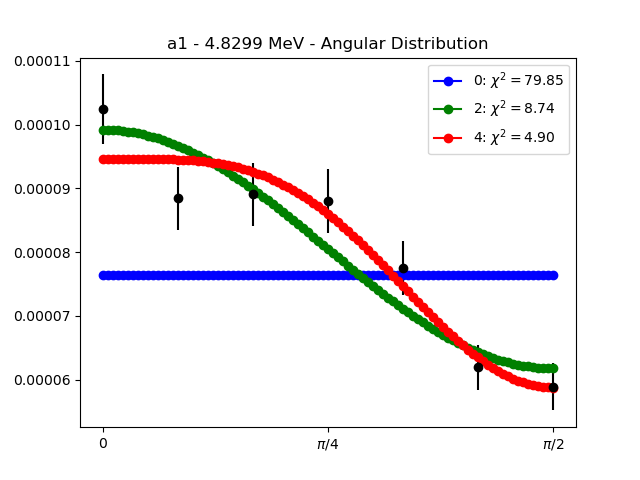 a1 - 4.8299 MeV - Angular Distribution
0.00011
0.00010
0.00009
0.00008
0.00007
0.00006
0
π/4
π/2
0: χ² = 79.85
2: χ² = 8.74
4: χ² = 4.90